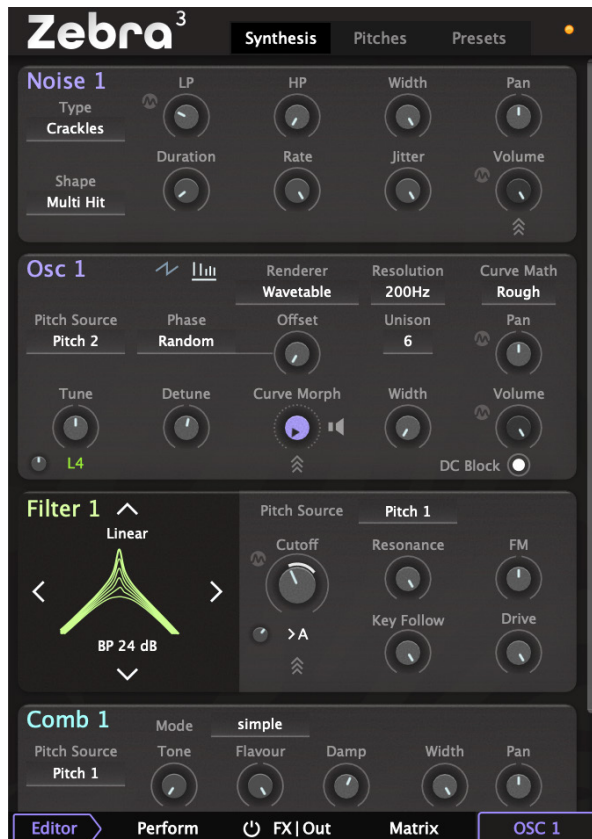 Zebra3
Synthesis Pitches Presets
Noise 1 LP HP Width Pan
Type
Crackles
Duration Rate Jitter Volume
Shape
Multi Hit
Osc 1 Renderer Resolution Curve Math
Wavetable 200Hz Rough
Pitch Source Phase Offset Unison Pan
Pitch 2 Random 6
Tune Detune Curve Morph Width Volume
L4 DC Block
Filter 1 Pitch Source Pitch 1
Linear Cutoff Resonance FM
Key Follow Drive
>A
BP 24 dB
Comb 1 Mode simple
Pitch Source Tone Flavour Damp Width Pan
Pitch 1
Editor Perform FX|Out Matrix OSC 1